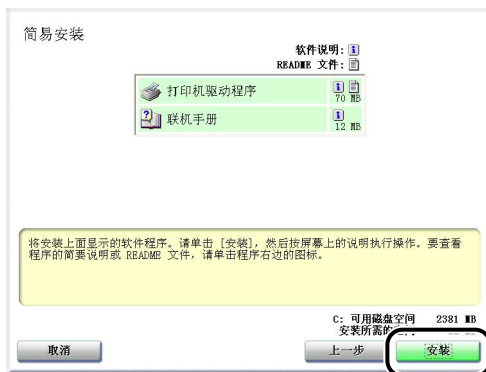 简易安装
软件说明:
README 文件:
打印机驱动程序
70 MB
联机手册
12 MB
将安装上面显示的软件程序。请单击 [安装], 然后按屏幕上的说明执行操作。要查看
程序的简要说明或 README 文件, 请单击程序右边的图标。
C: 可用磁盘空间 2381 MB
安装所需的
取消
上一步
安装